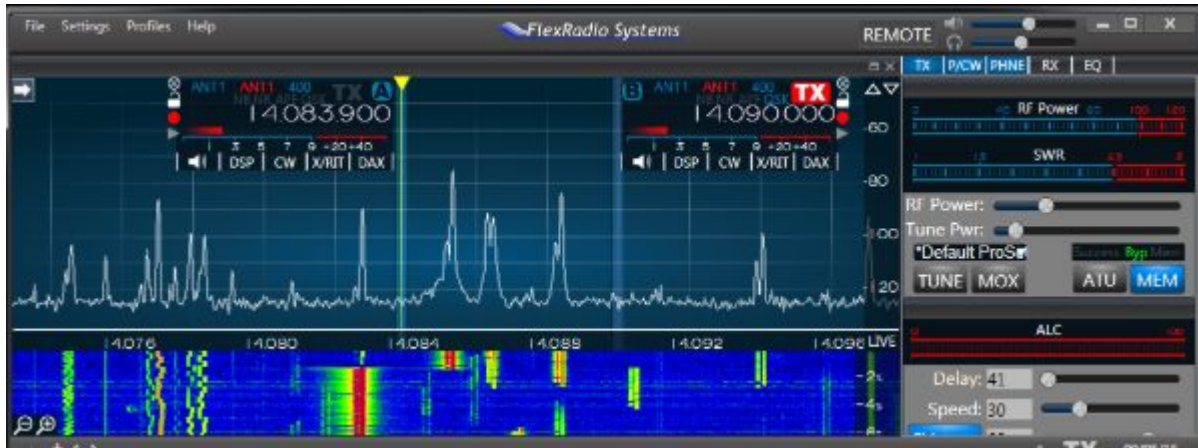 File Settings Profiles Help
FlexRadio Systems
REMOTE
X
TX P/CW PHNE RX EQ
ANT1 ANT1 400 TX A
14.083.900
1 3 5 7 9 +20 +40
DSP CW X/RIT DAX
B ANT1 ANT1 400 TX
14.090.000
1 3 5 7 9 +20 +40
DSP CW X/RIT DAX
-60
-80
-100
-120
14.076 14.080 14.084 14.088 14.092 14.096 LIVE
-2s
-4s
RF Power
100 120
SWR
RF Power:
Tune Pwr:
Byp
TUNE MOX ATU MEM
ALC
Delay: 41
Speed: 30
TX